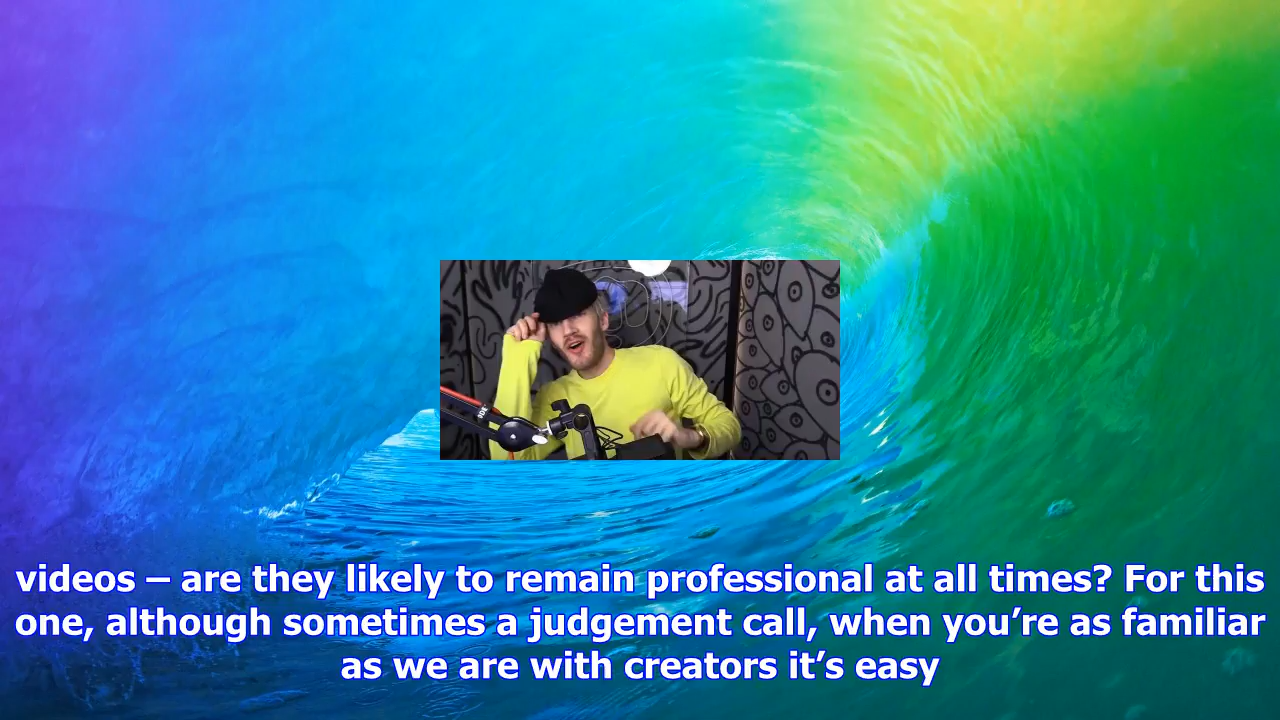 videos – are they likely to remain professional at all times? For this
one, although sometimes a judgement call, when you’re as familiar
as we are with creators it’s easy